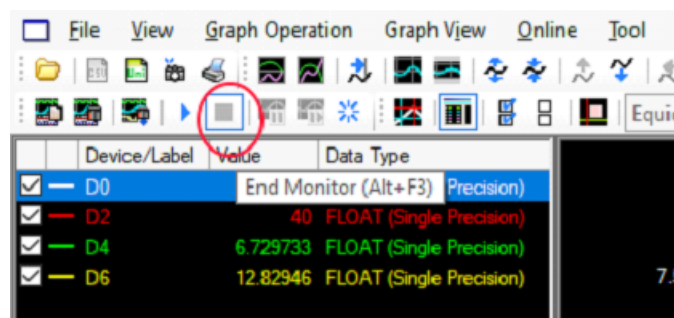 File View Graph Operation Graph View Online Tool
Equi
Device/Label Value Data Type
D0 End Monitor (Alt+F3) Precision)
D2 40 FLOAT (Single Precision)
D4 6.729733 FLOAT (Single Precision)
D6 12.82946 FLOAT (Single Precision)
7.